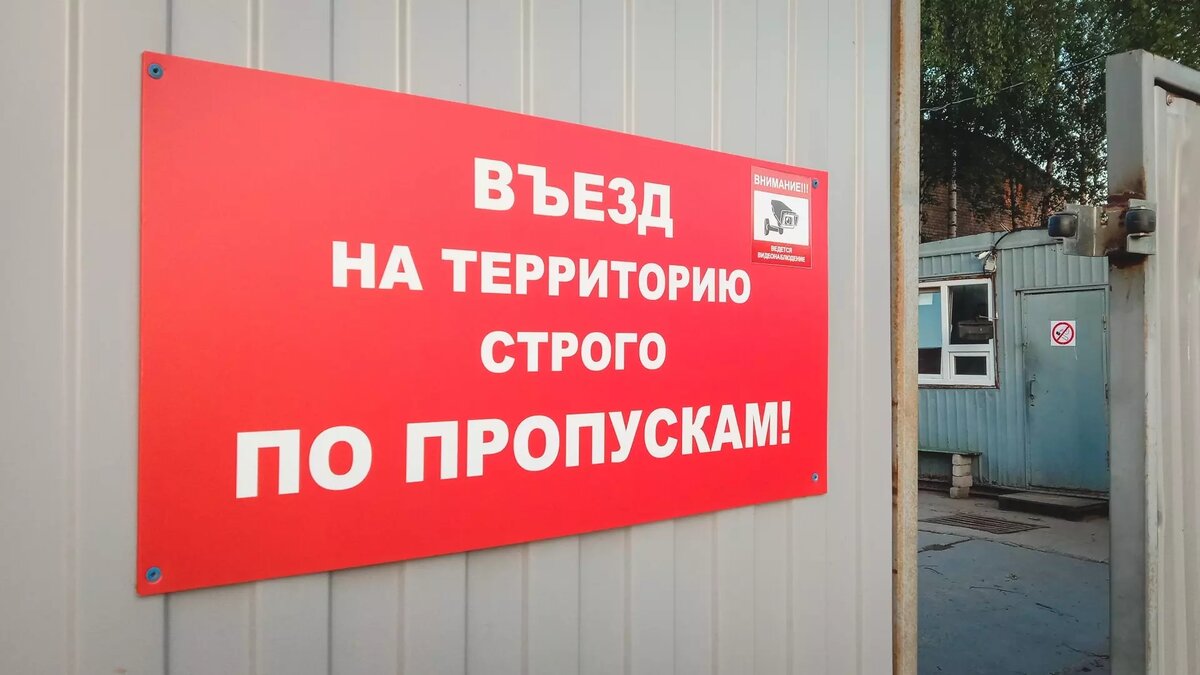 ВЪЕЗД
НА ТЕРРИТОРИЮ
СТРОГО
ПО ПРОПУСКАМ!
ВНИМАНИЕ!!!
ВЕДЕТСЯ
ВИДЕОНАБЛЮДЕНИЕ